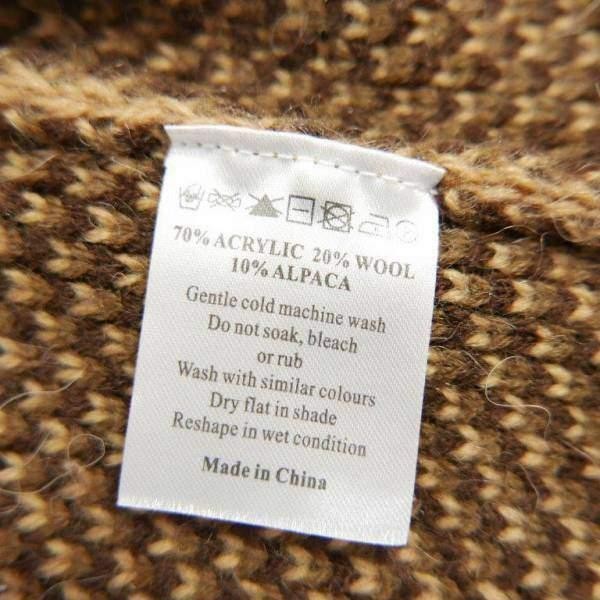 70% ACRYLIC 20% WOOL
10% ALPACA
Gentle cold machine wash
Do not soak, bleach
or rub
Wash with similar colours
Dry flat in shade
Reshape in wet condition
Made in China